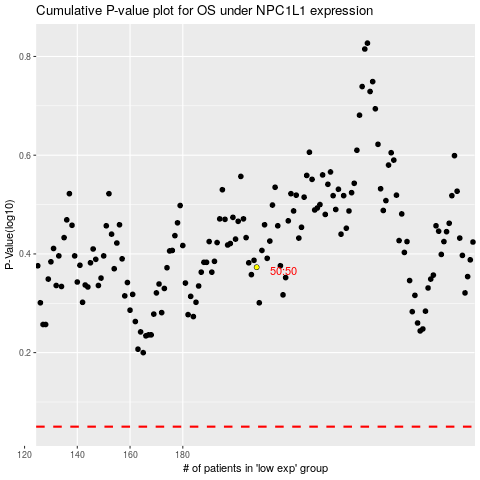 Cumulative P-value plot for OS under NPC1L1 expression
P-Value(log10)
0.8
0.6
0.4
0.2
50:50
120 140 160 180
# of patients in 'low exp' group